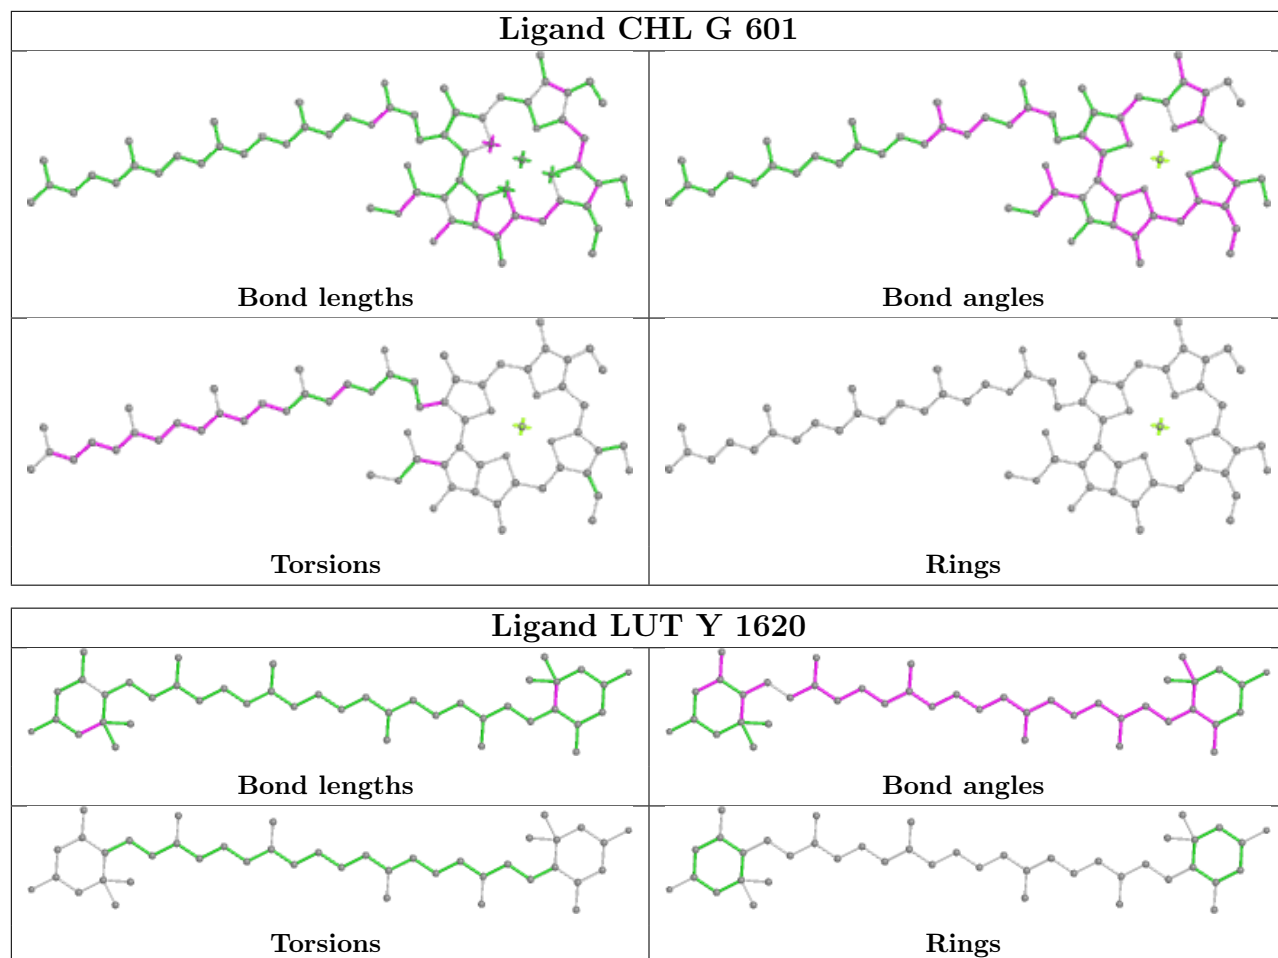 Ligand CHL G 601
Bond lengths
Bond angles
Torsions
Rings
Ligand LUT Y 1620
Bond lengths
Bond angles
Torsions
Rings